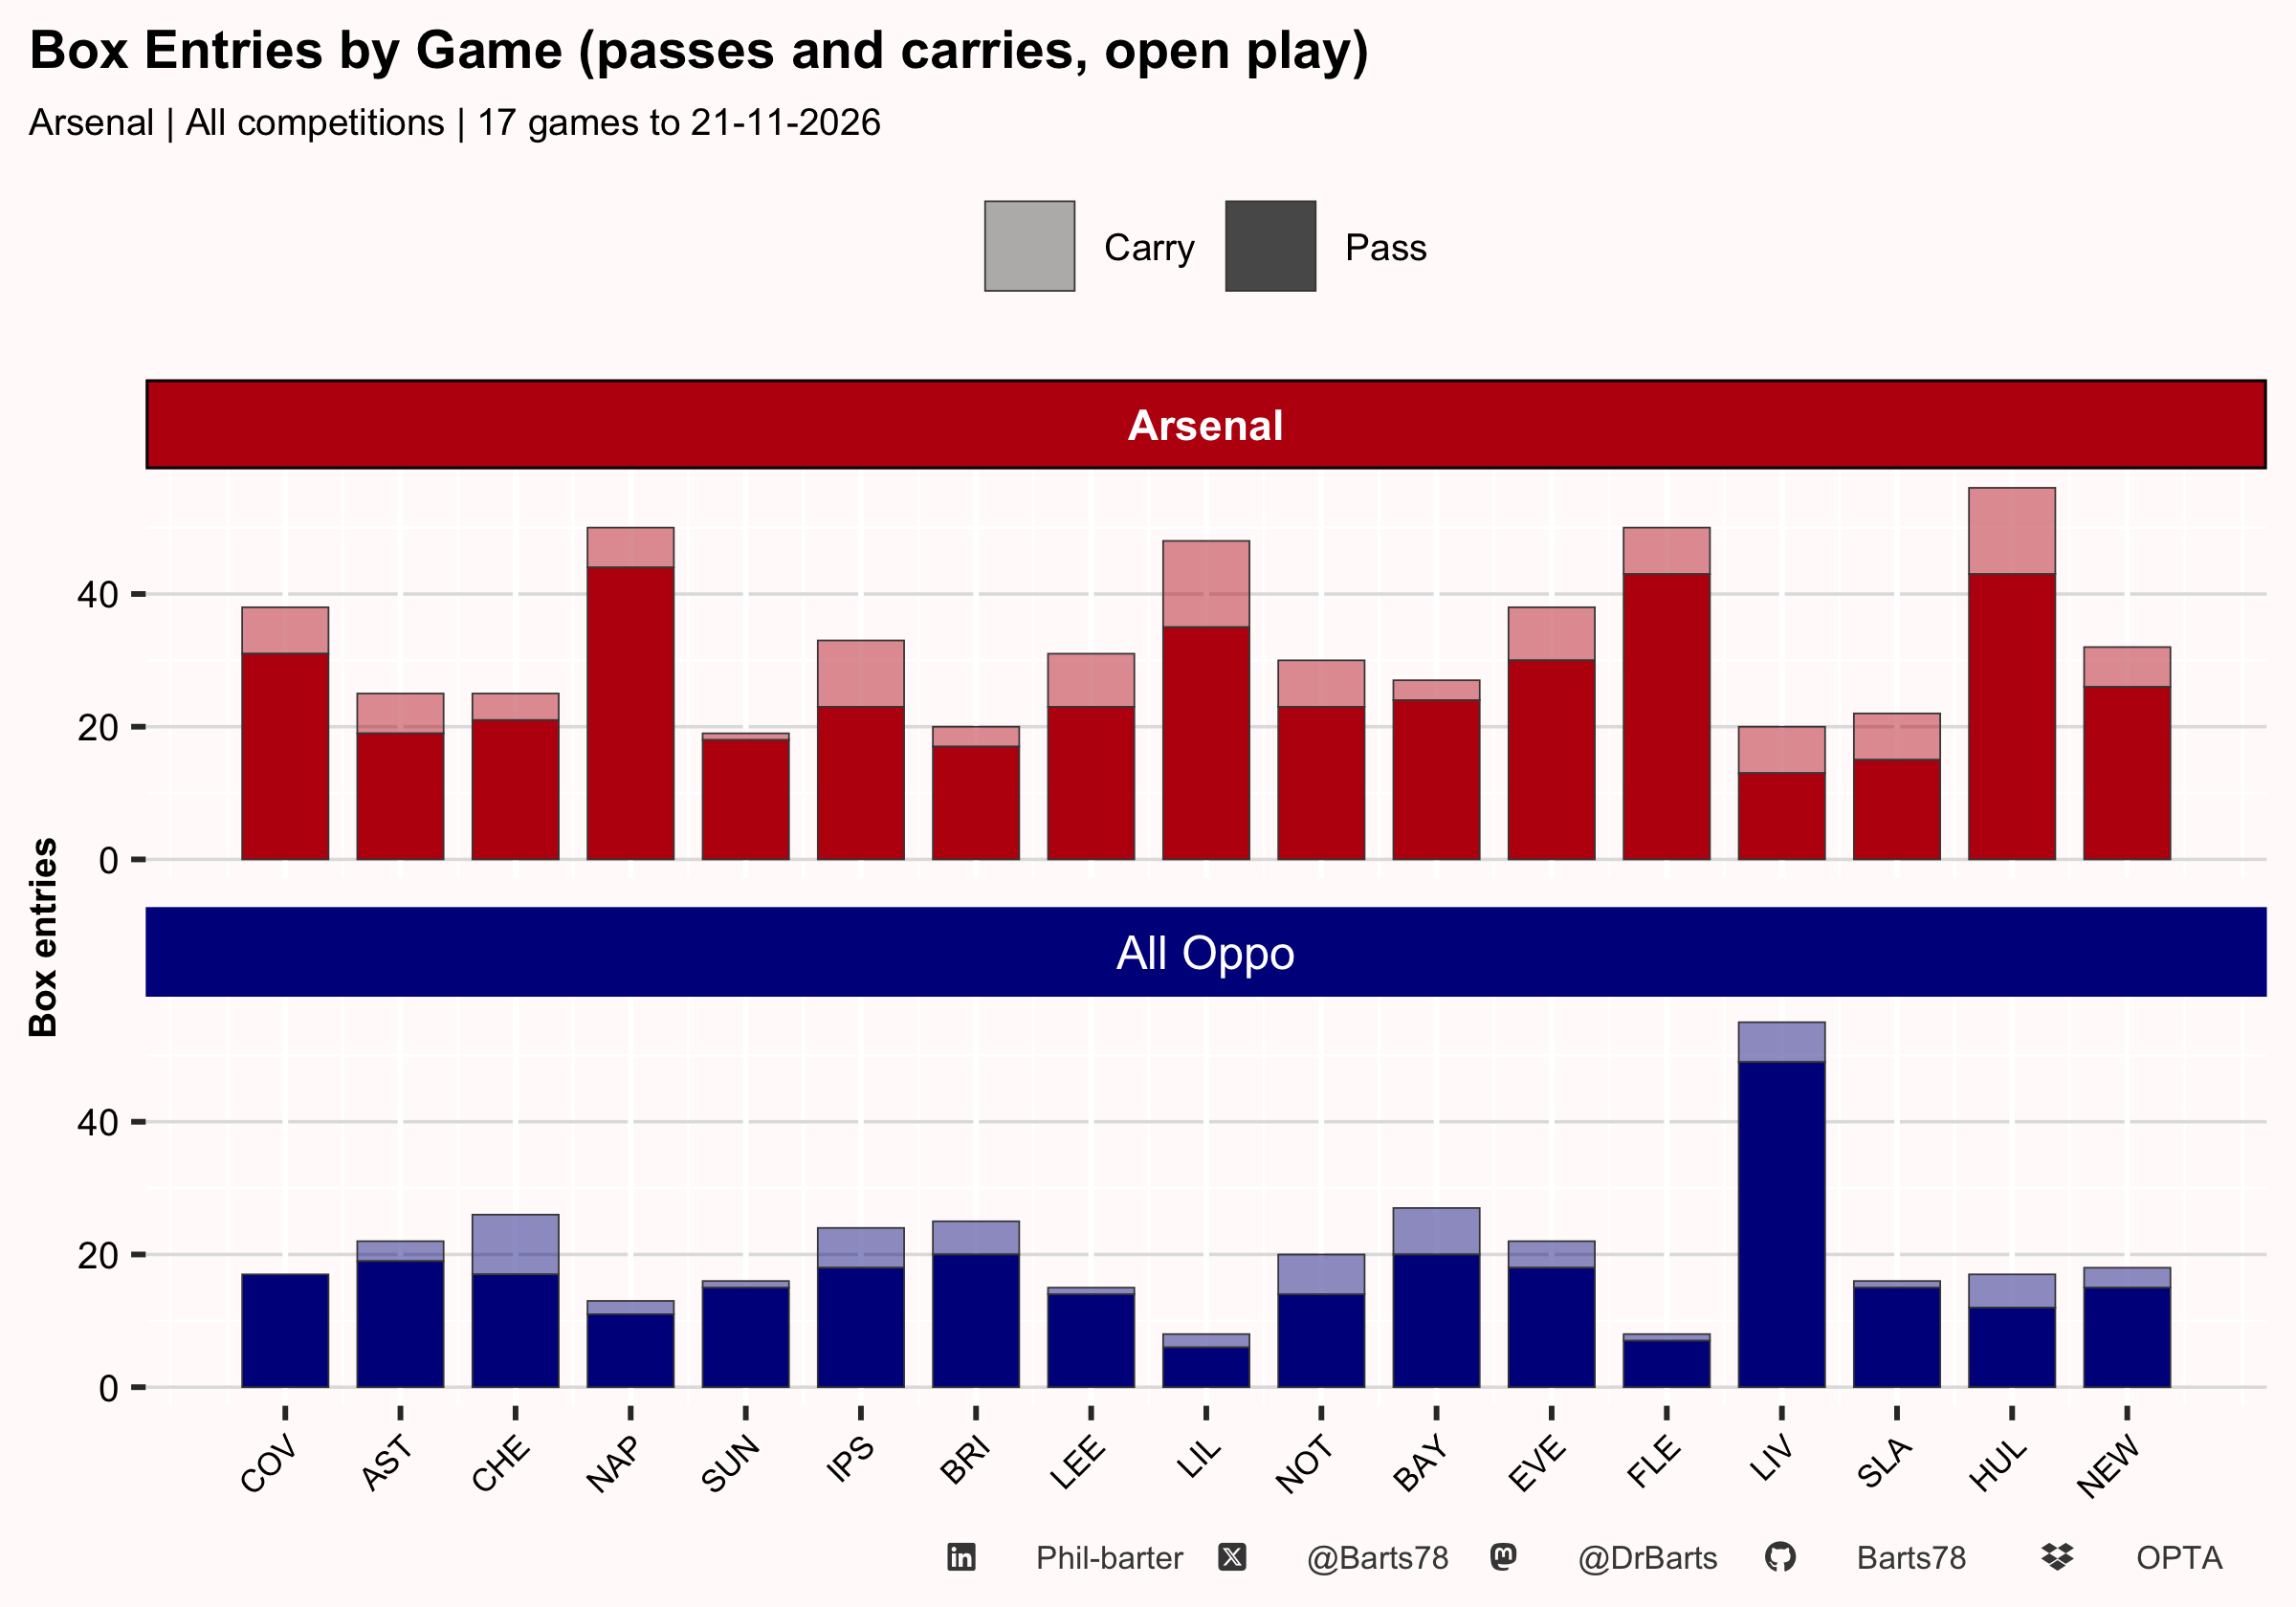 Box Entries by Game (passes and carries, open play)
Arsenal | All competitions | 17 games to 21-11-2026
Carry Pass
Arsenal
40
20
0
Box entries
All Oppo
40
20
0
COV AST CHE NAP SUN IPS BRI LEE LIL NOT BAY EVE FLE LIV SLA HUL NEW
Phil-barter @Barts78 @DrBarts Barts78 OPTA